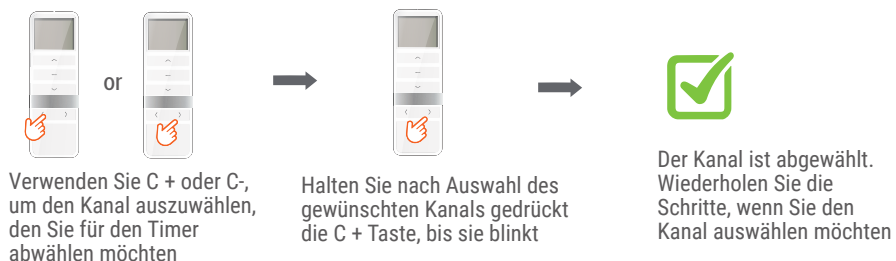 or
Verwenden Sie C + oder C-,
um den Kanal auszuwählen,
den Sie für den Timer
abwählen möchten
Halten Sie nach Auswahl des
gewünschten Kanals gedrückt
die C + Taste, bis sie blinkt
Der Kanal ist abgewählt.
Wiederholen Sie die
Schritte, wenn Sie den
Kanal auswählen möchten